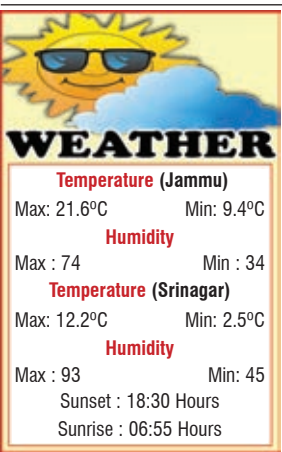 WEATHER
Temperature (Jammu)
Max: 21.6ºC Min: 9.4ºC
Humidity
Max : 74 Min : 34
Temperature (Srinagar)
Max: 12.2ºC Min: 2.5ºC
Humidity
Max : 93 Min: 45
Sunset : 18:30 Hours
Sunrise : 06:55 Hours